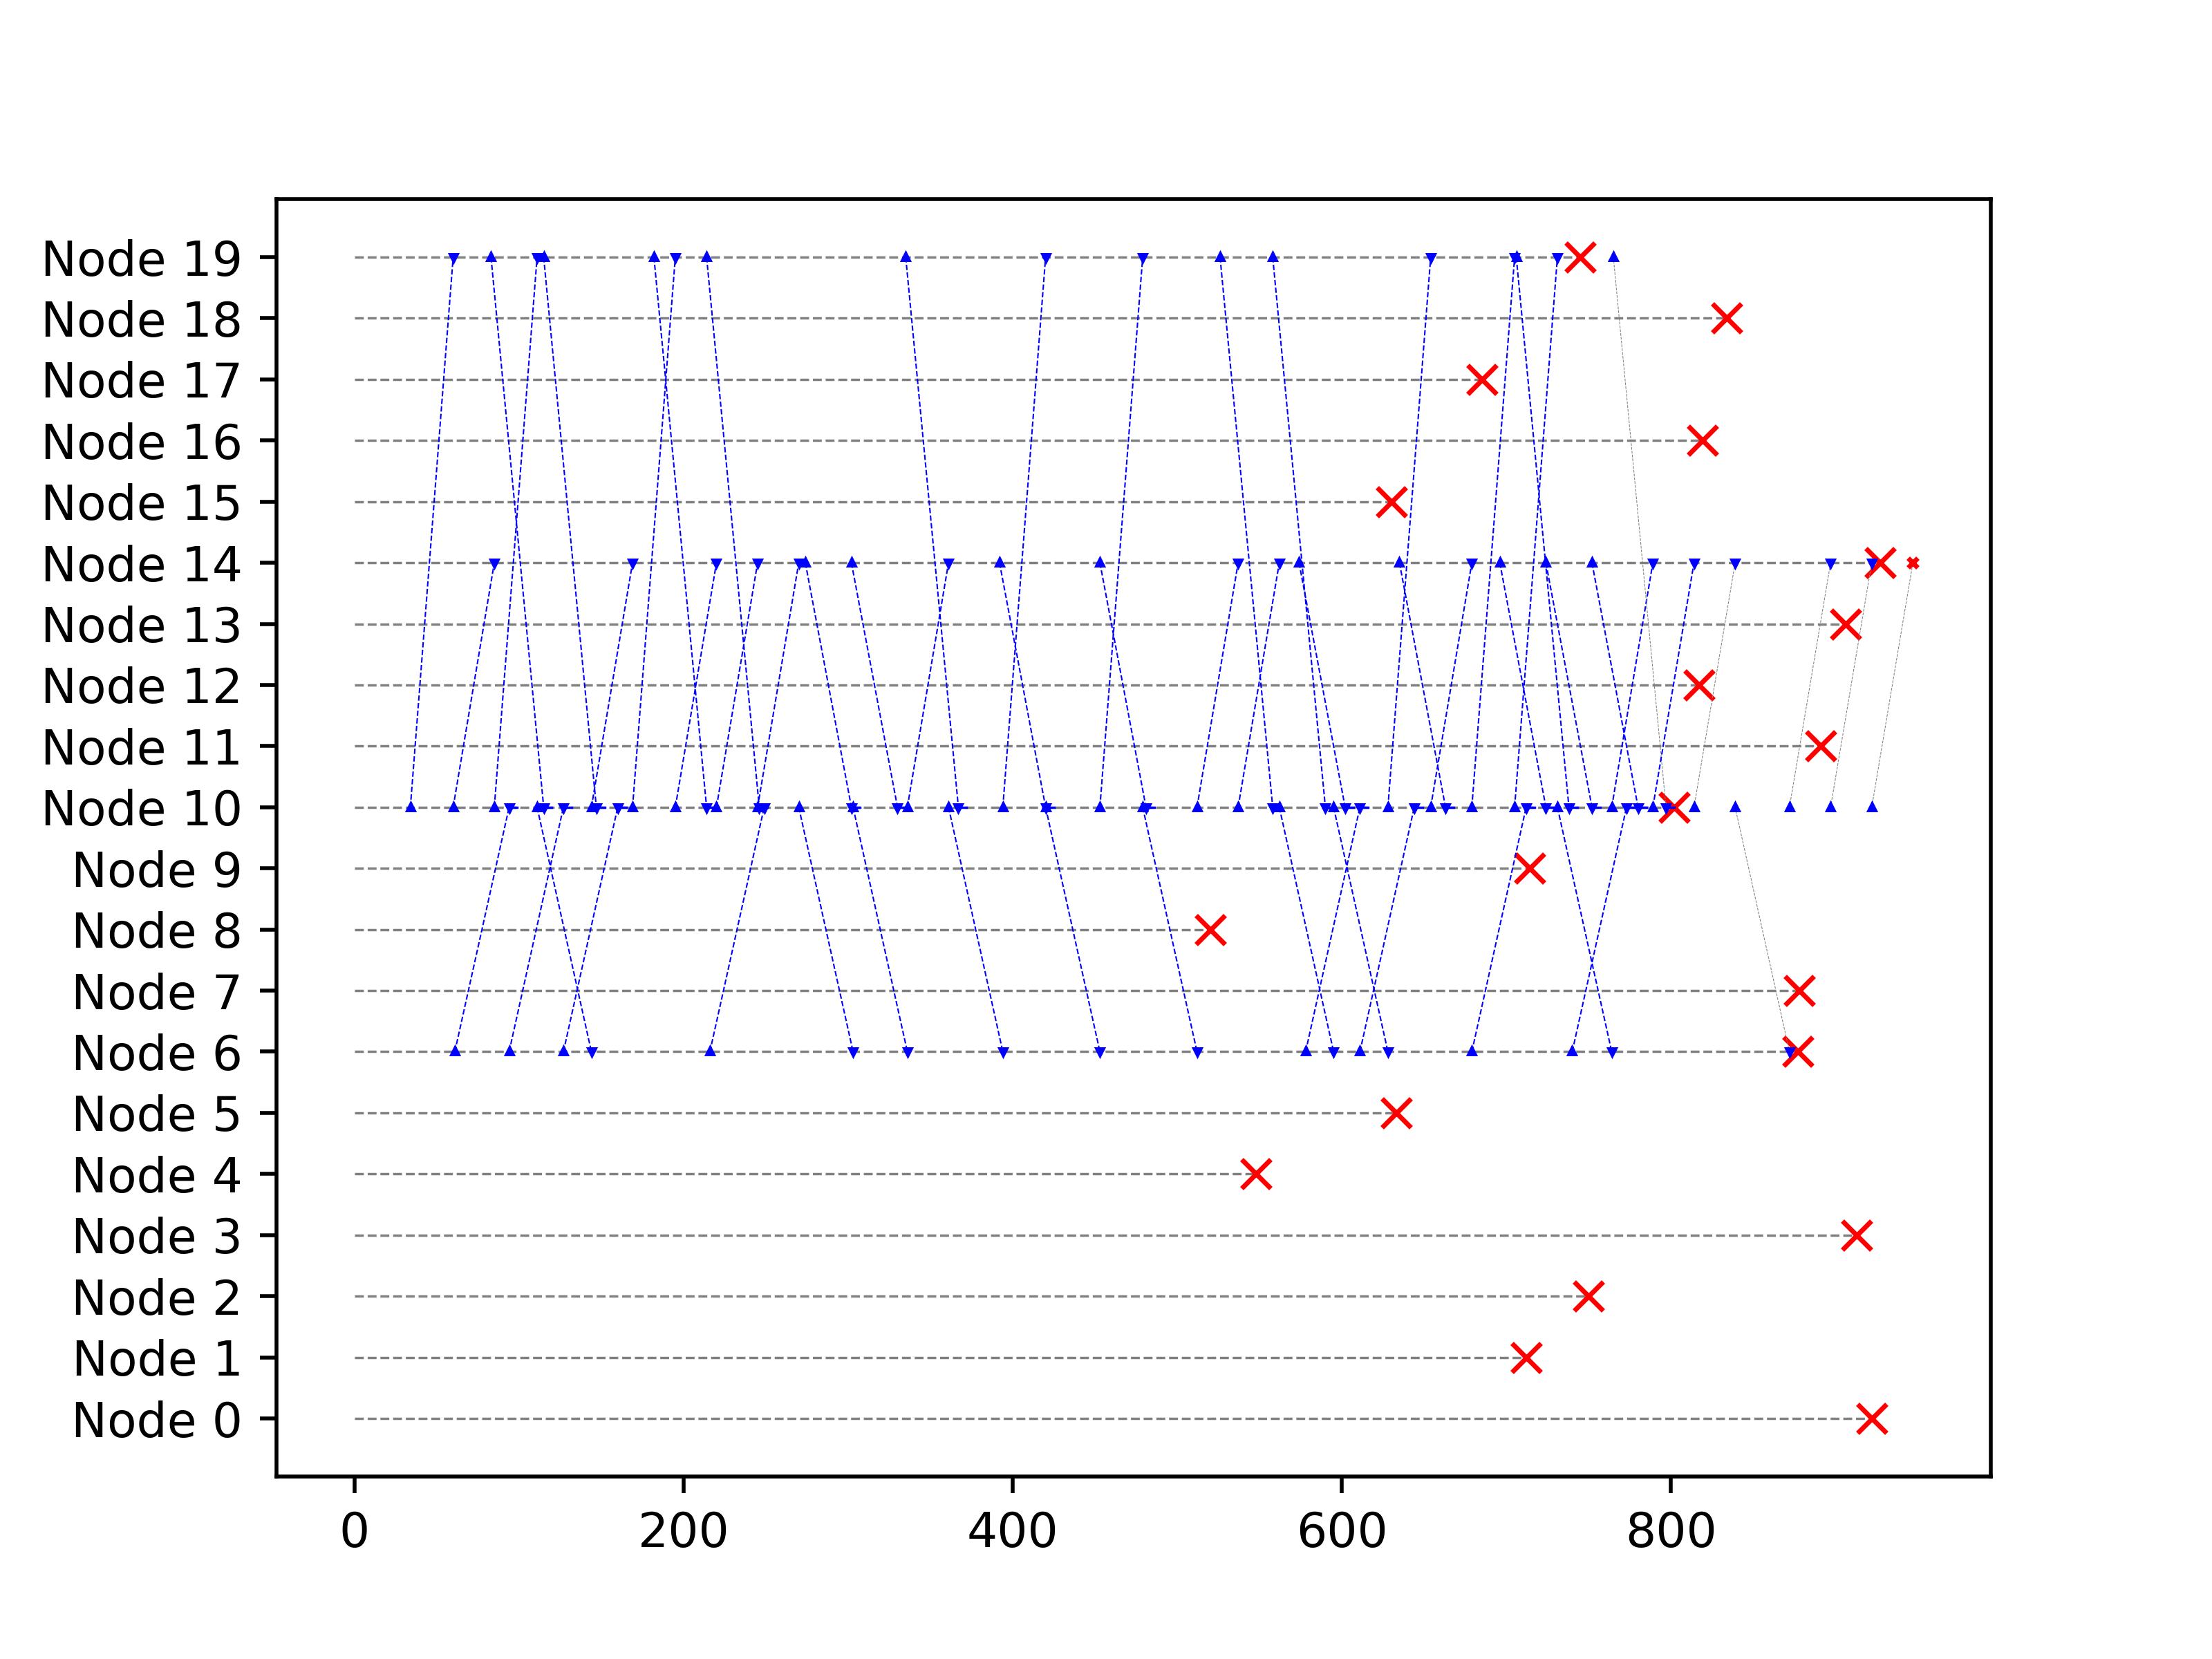 Node 19
Node 18
Node 17
Node 16
Node 15
Node 14
Node 13
Node 12
Node 11
Node 10
Node 9
Node 8
Node 7
Node 6
Node 5
Node 4
Node 3
Node 2
Node 1
Node 0
0 200 400 600 800